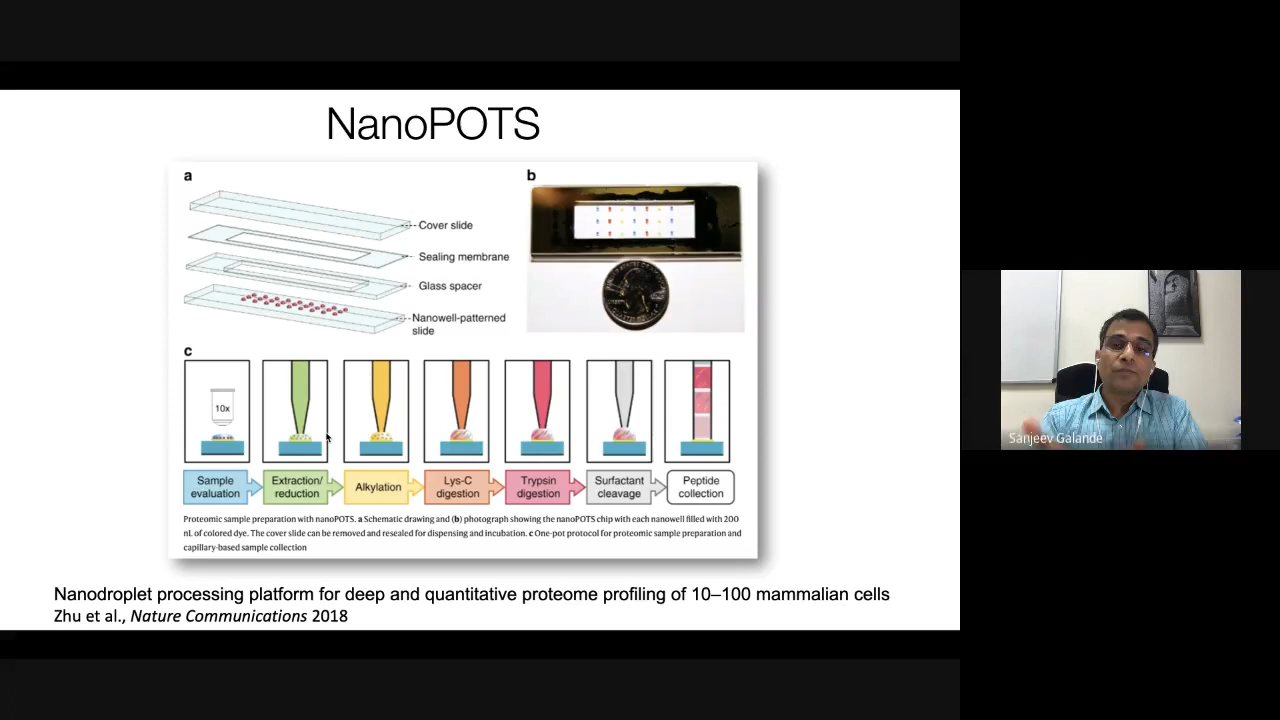 NanoPOTS
a
Cover slide
Sealing membrane
Glass spacer
Nanowell-patterned
slide
b
c
10x
Sample
evaluation
Extraction/
reduction
Alkylation
Lys-C
digestion
Trypsin
digestion
Surfactant
cleavage
Peptide
collection
Proteomic sample preparation with nanoPOTS. a Schematic drawing and (b) photograph showing the nanoPOTS chip with each nanowell filled with 200
nL of colored dye. The cover slide can be removed and resealed for dispensing and incubation. c One-pot protocol for proteomic sample preparation and
capillary-based sample collection
Nanodroplet processing platform for deep and quantitative proteome profiling of 10–100 mammalian cells
Zhu et al., Nature Communications 2018
Sanjeev Galande